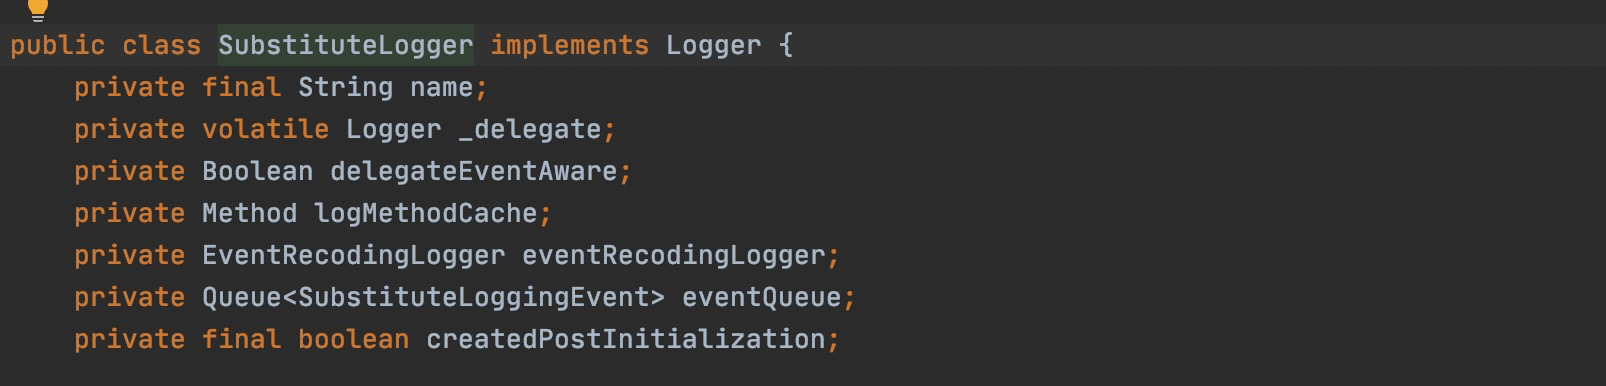 public class SubstituteLogger implements Logger {
    private final String name;
    private volatile Logger _delegate;
    private Boolean delegateEventAware;
    private Method logMethodCache;
    private EventRecodingLogger eventRecodingLogger;
    private Queue<SubstituteLoggingEvent> eventQueue;
    private final boolean createdPostInitialization;